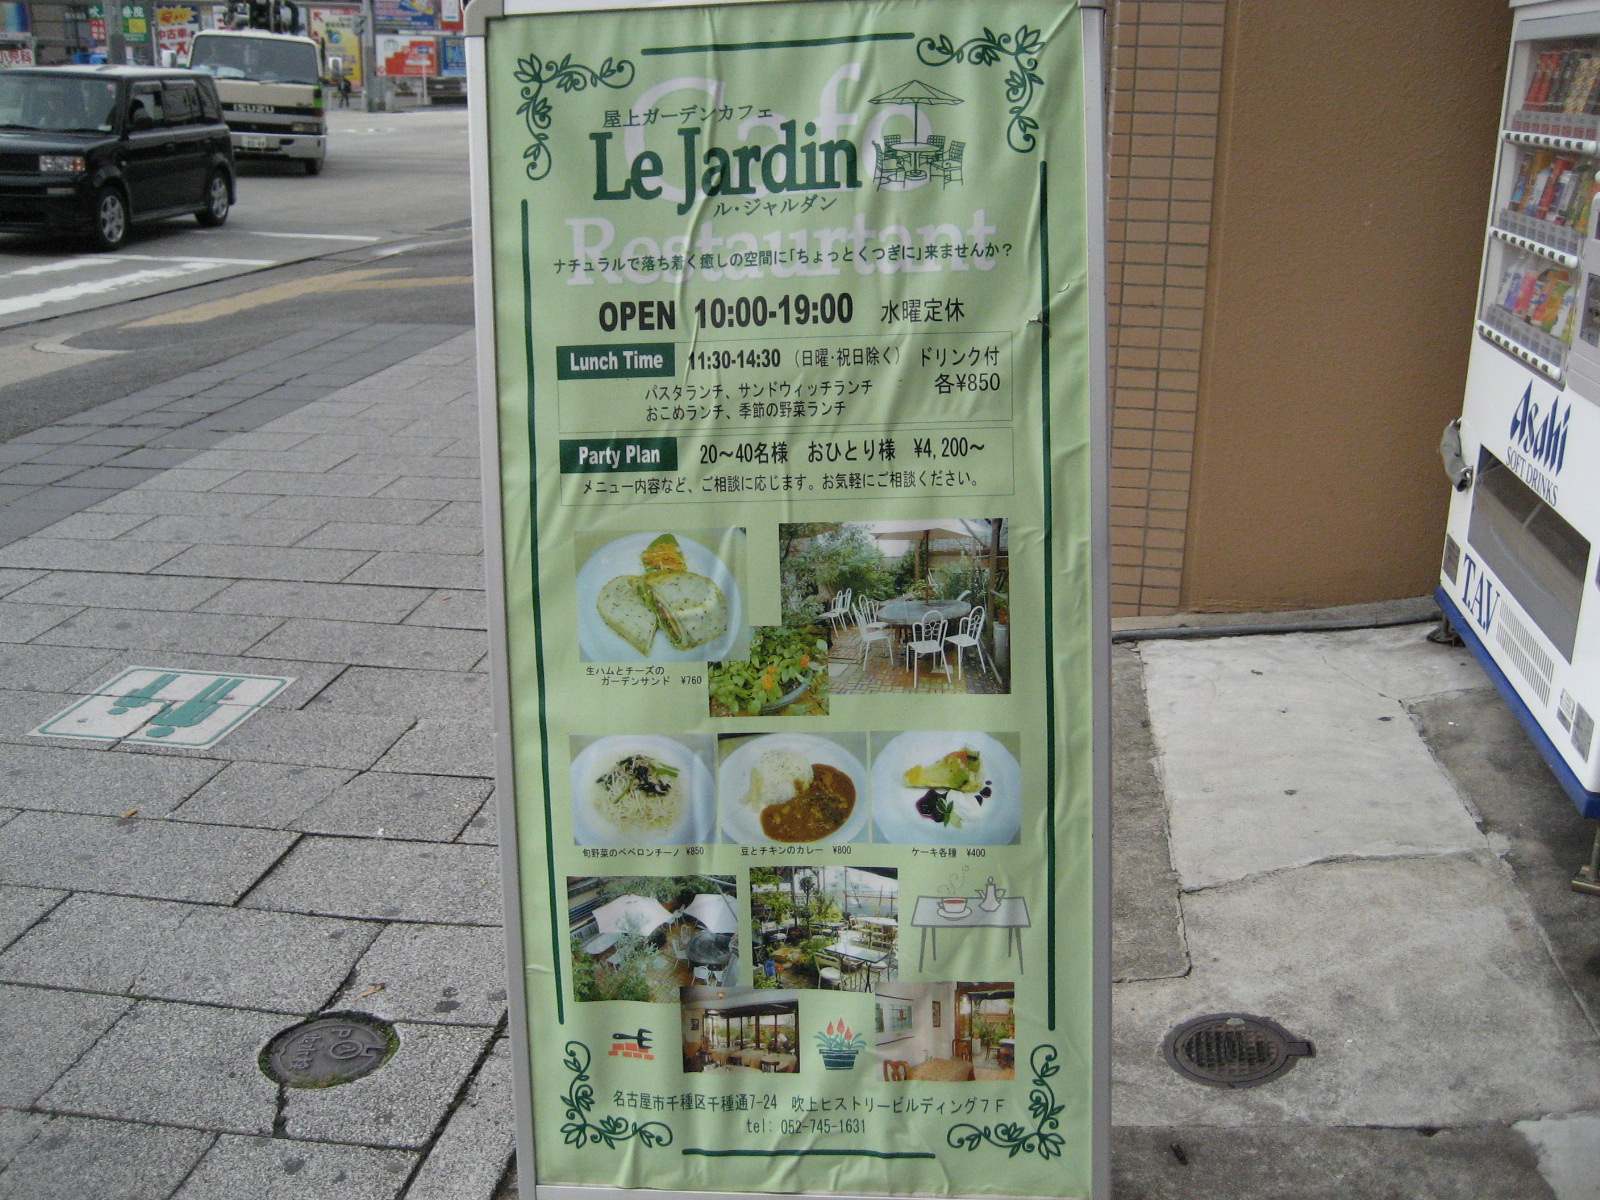 Cafe
屋上ガーデンカフェ
Le Jardin
ル・ジャルダン
Restaurtant
ナチュラルで落ち着く癒しの空間に「ちょっとくつぎに」来ませんか?
OPEN 10:00-19:00 水曜定休
Lunch Time 11:30-14:30 (日曜・祝日除く) ドリンク付
各¥850
パスタランチ、サンドウィッチランチ
おこめランチ、季節の野菜ランチ
Party Plan 20〜40名様 おひとり様 ¥4,200〜
メニュー内容など、ご相談に応じます。お気軽にご相談ください。
生ハムとチーズの
ガーデンサンド ¥760
旬野菜のペペロンチーノ ¥850
豆とチキンのカレー ¥800
ケーキ各種 ¥400
名古屋市千種区千種通7-24 吹上ヒストリービルディング7F
tel: 052-745-1631
ISUZU
中古車
小児科
Asahi
SOFT DRINKS
T.A.V